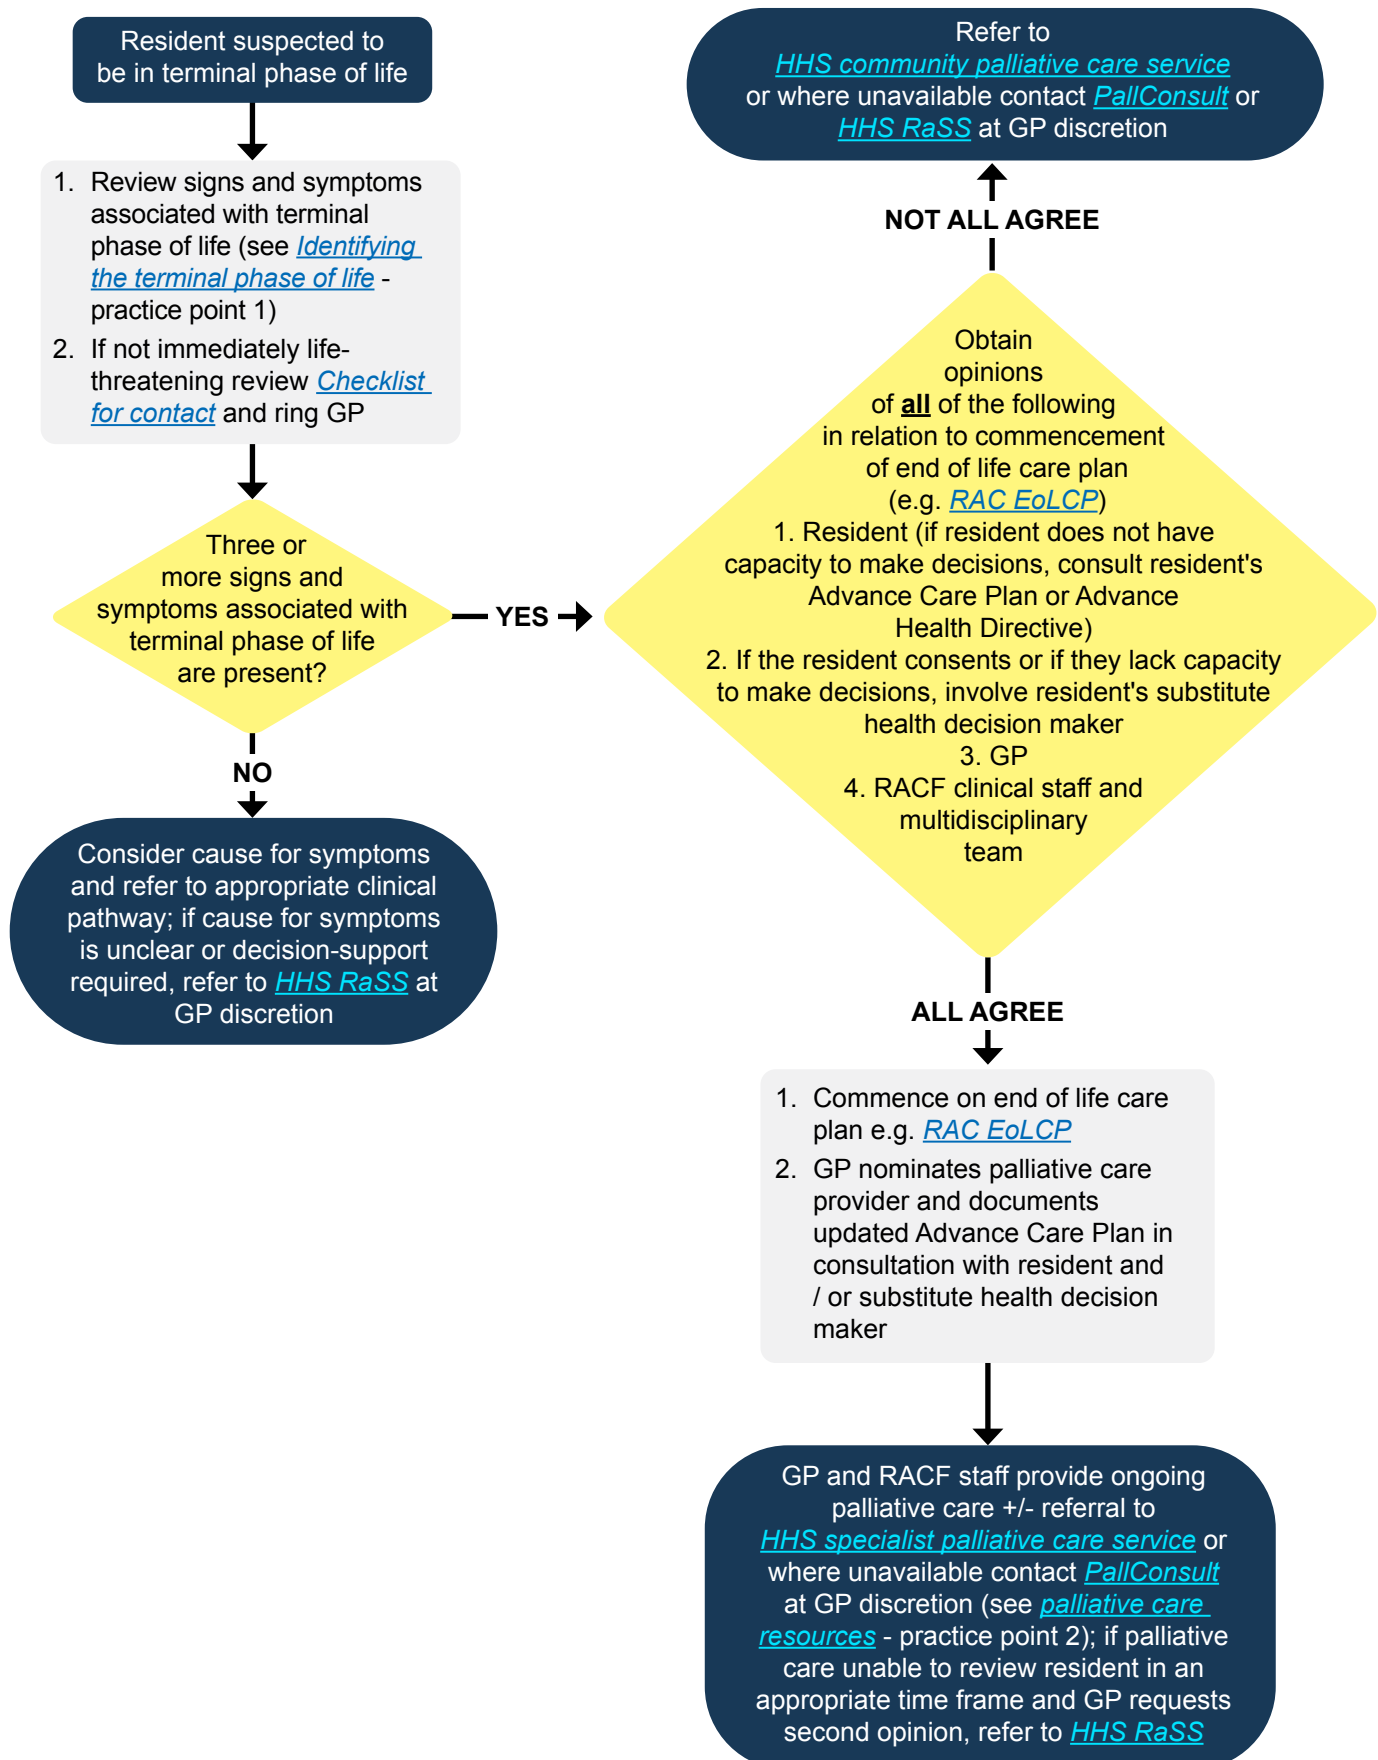 Resident suspected to
be in terminal phase of life
1. Review signs and symptoms
associated with terminal
phase of life (see Identifying
the terminal phase of life -
practice point 1)
2. If not immediately life-
threatening review Checklist
for contact and ring GP
Three or
more signs and
symptoms associated with
terminal phase of life
are present?
YES
NO
Consider cause for symptoms
and refer to appropriate clinical
pathway; if cause for symptoms
is unclear or decision-support
required, refer to HHS RaSS at
GP discretion
Refer to
HHS community palliative care service
or where unavailable contact PallConsult or
HHS RaSS at GP discretion
NOT ALL AGREE
Obtain
opinions
of all of the following
in relation to commencement
of end of life care plan
(e.g. RAC EoLCP)
1. Resident (if resident does not have
capacity to make decisions, consult resident's
Advance Care Plan or Advance
Health Directive)
2. If the resident consents or if they lack capacity
to make decisions, involve resident's substitute
health decision maker
3. GP
4. RACF clinical staff and
multidisciplinary
team
ALL AGREE
1. Commence on end of life care
plan e.g. RAC EoLCP
2. GP nominates palliative care
provider and documents
updated Advance Care Plan in
consultation with resident and
/ or substitute health decision
maker
GP and RACF staff provide ongoing
palliative care +/- referral to
HHS specialist palliative care service or
where unavailable contact PallConsult
at GP discretion (see palliative care
resources - practice point 2); if palliative
care unable to review resident in an
appropriate time frame and GP requests
second opinion, refer to HHS RaSS